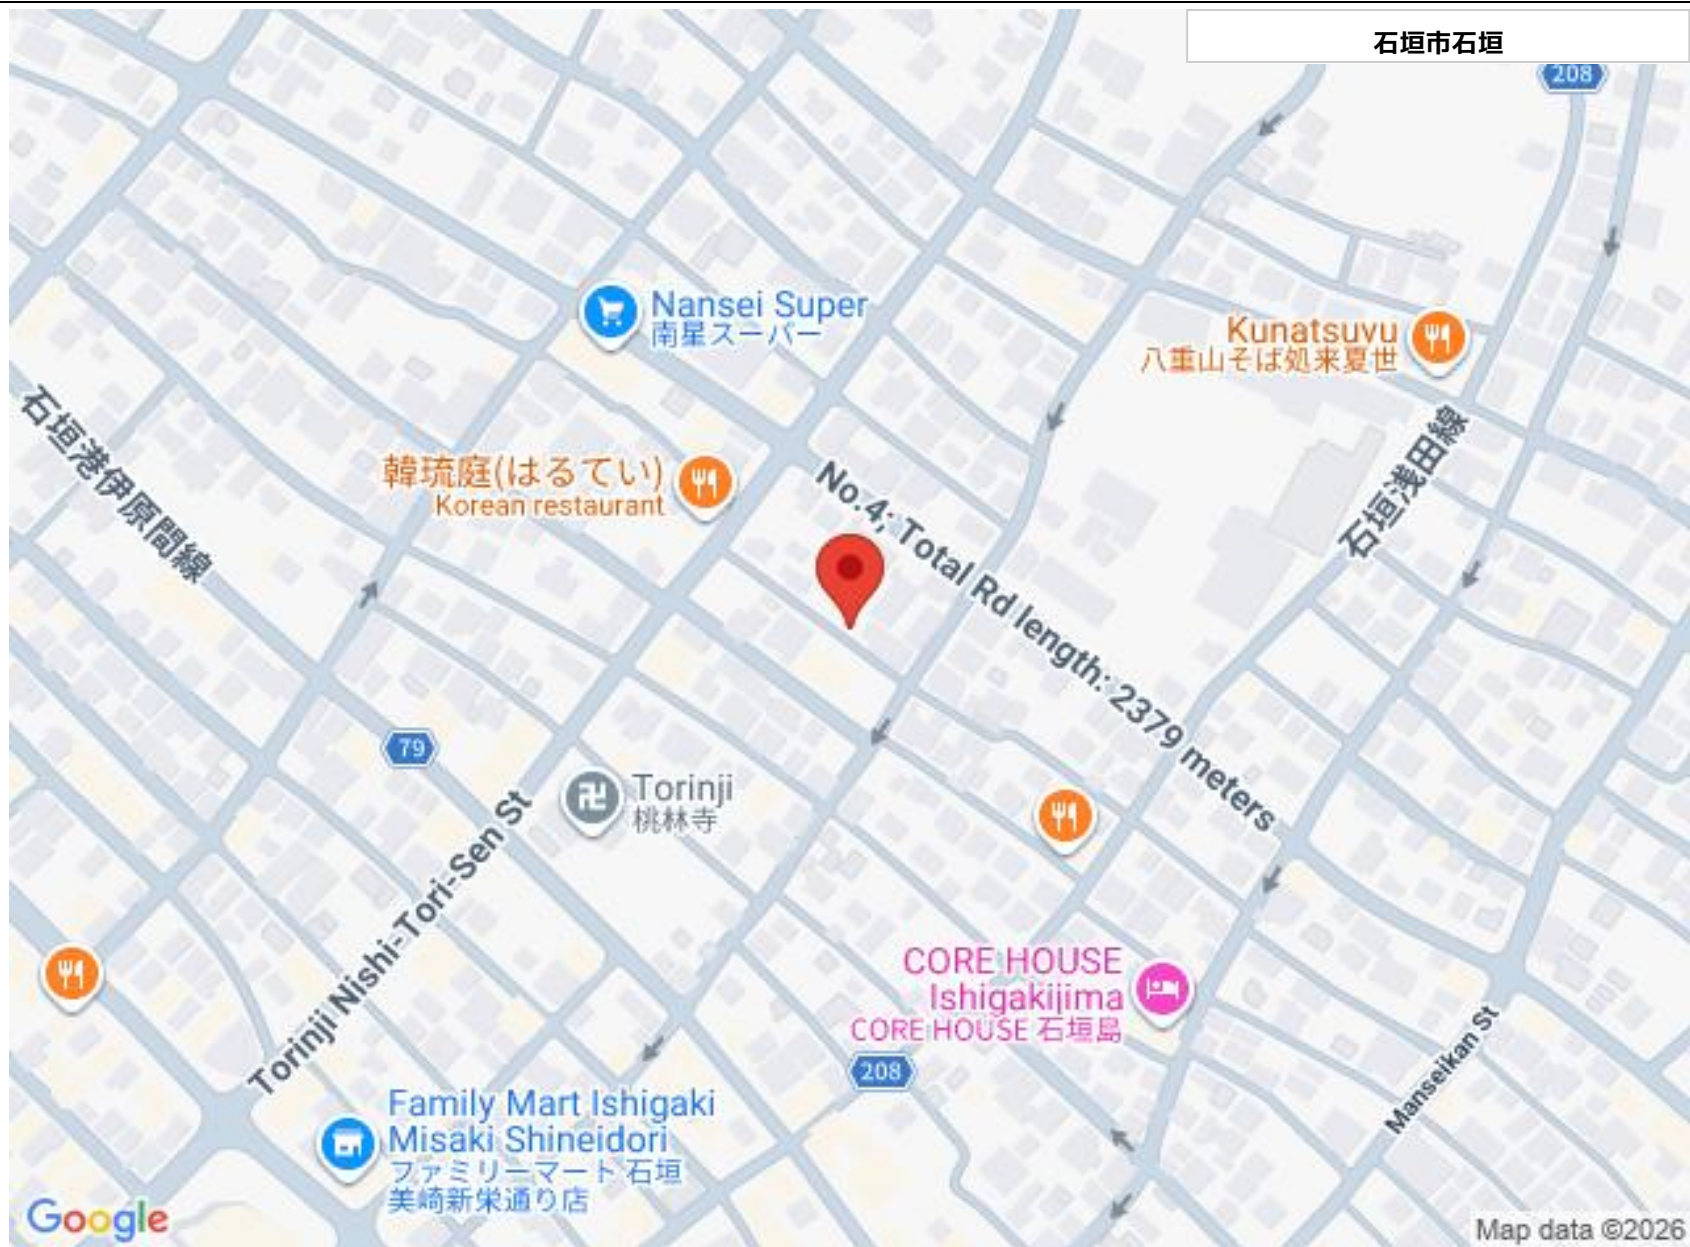 石垣市石垣
208
Nansei Super
南星スーパー
Kunatsuvu
八重山そば処来夏世
石垣港伊原間線
石垣浅田線
韓琉庭(はるてい)
Korean restaurant
No.4; Total Rd length: 2379 meters
79
Torinji
桃林寺
Torinji Nishi-Tori-Sen St
CORE HOUSE
Ishigakijima
CORE HOUSE 石垣島
208
Manseikan St
Family Mart Ishigaki
Misaki Shineidori
ファミリーマート 石垣
美崎新栄通り店
Google
Map data ©2026